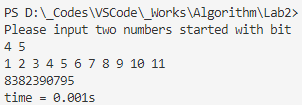 PS D:\_Codes\VSCode\_Works\Algorithm\Lab2>
Please input two numbers started with bit
4 5
1 2 3 4 5 6 7 8 9 10 11
8382390795
time = 0.001s